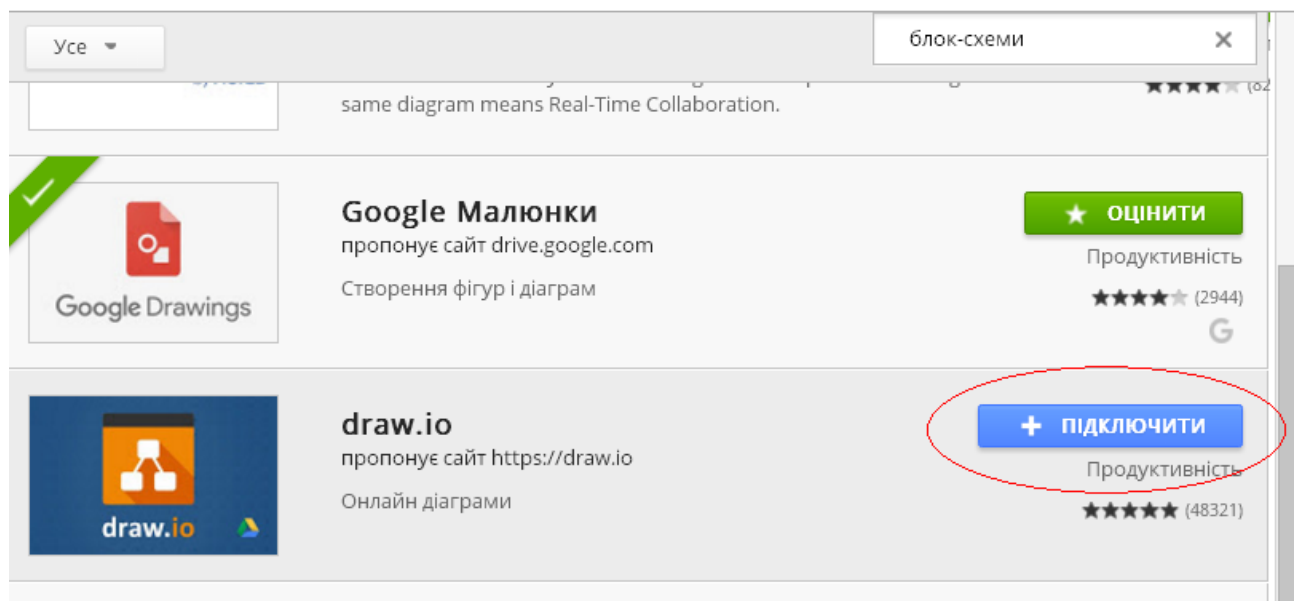 Усе
блок-схеми
same diagram means Real-Time Collaboration.
(82
Google Drawings
Google Малюнки
пропонує сайт drive.google.com
Створення фігур і діаграм
ОЦІНИТИ
Продуктивність
(2944)
G
draw.io
draw.io
пропонує сайт https://draw.io
Онлайн діаграми
ПІДКЛЮЧИТИ
Продуктивність
(48321)